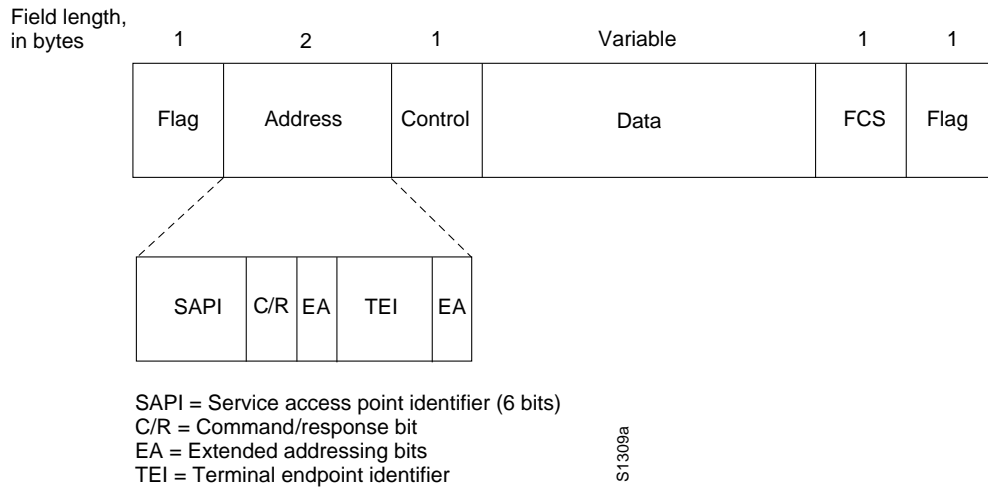 Field length,
in bytes
1 2 1 Variable 1 1
Flag Address Control Data FCS Flag
SAPI C/R EA TEI EA
SAPI = Service access point identifier (6 bits)
C/R = Command/response bit
EA = Extended addressing bits
TEI = Terminal endpoint identifier
S1309a